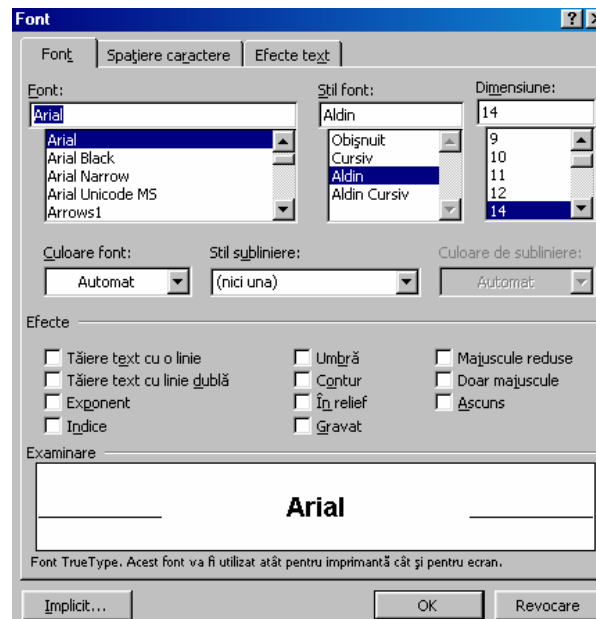 Font
Font Spaţiere caractere Efecte text
Font: Stil font: Dimensiune:
Arial Aldin 14
Arial Obişnuit 9
Arial Black Cursiv 10
Arial Narrow Aldin 11
Arial Unicode MS Aldin Cursiv 12
Arrows1 14
Culoare font: Stil subliniere: Culoare de subliniere:
Automat (nici una) Automat
Efecte
Tăiere text cu o linie Umbră Majuscule reduse
Tăiere text cu linie dublă Contur Doar majuscule
Exponent În relief Ascuns
Indice Gravat
Examinare
Arial
Font TrueType. Acest font va fi utilizat atât pentru imprimantă cât şi pentru ecran.
Implicit... OK Revocare